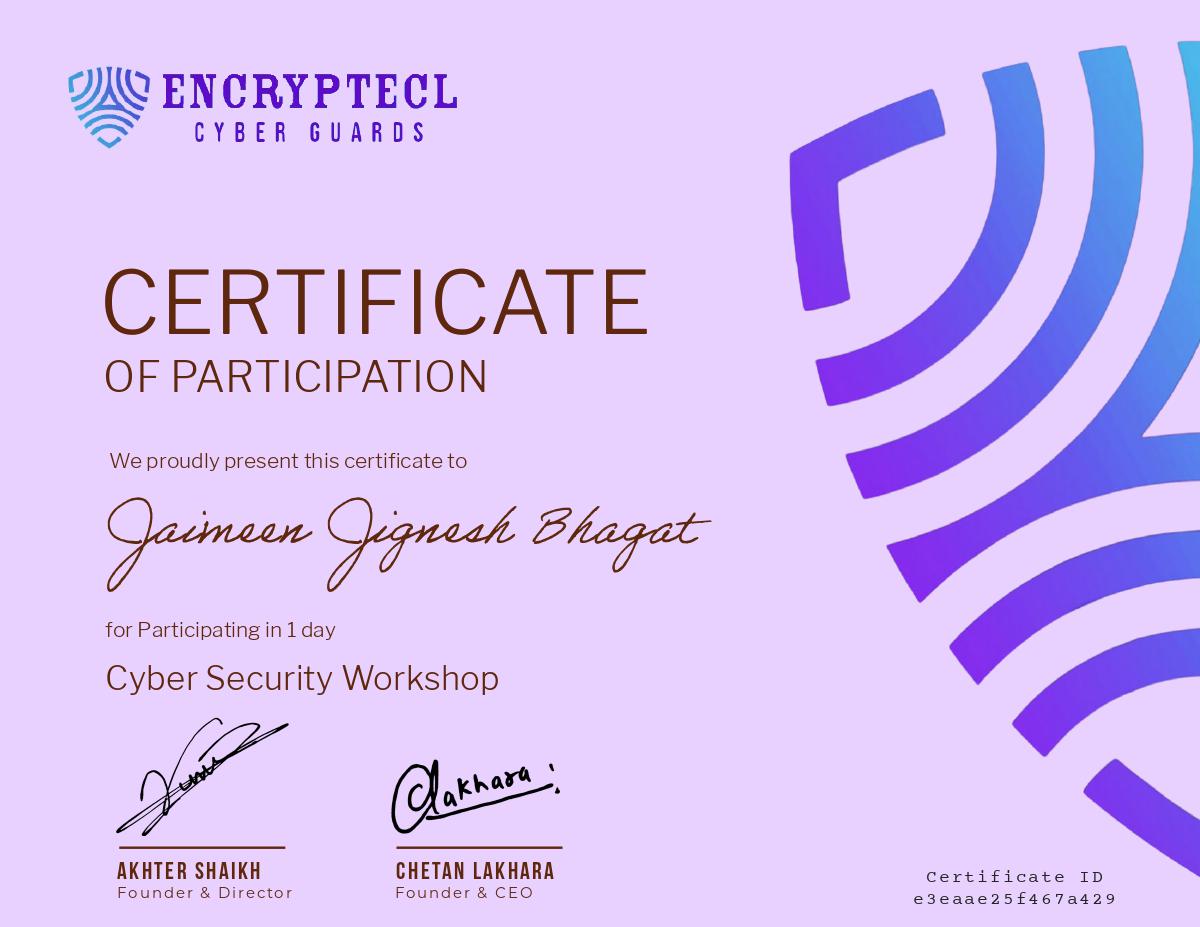 ENCRYPTECL
CYBER GUARDS
CERTIFICATE
OF PARTICIPATION
We proudly present this certificate to
Jaimeen Jignesh Bhagat
for Participating in 1 day
Cyber Security Workshop
Lakhara
AKHTER SHAIKH
Founder & Director
CHETAN LAKHARA
Founder & CEO
Certificate ID
e3eaae25f467a429